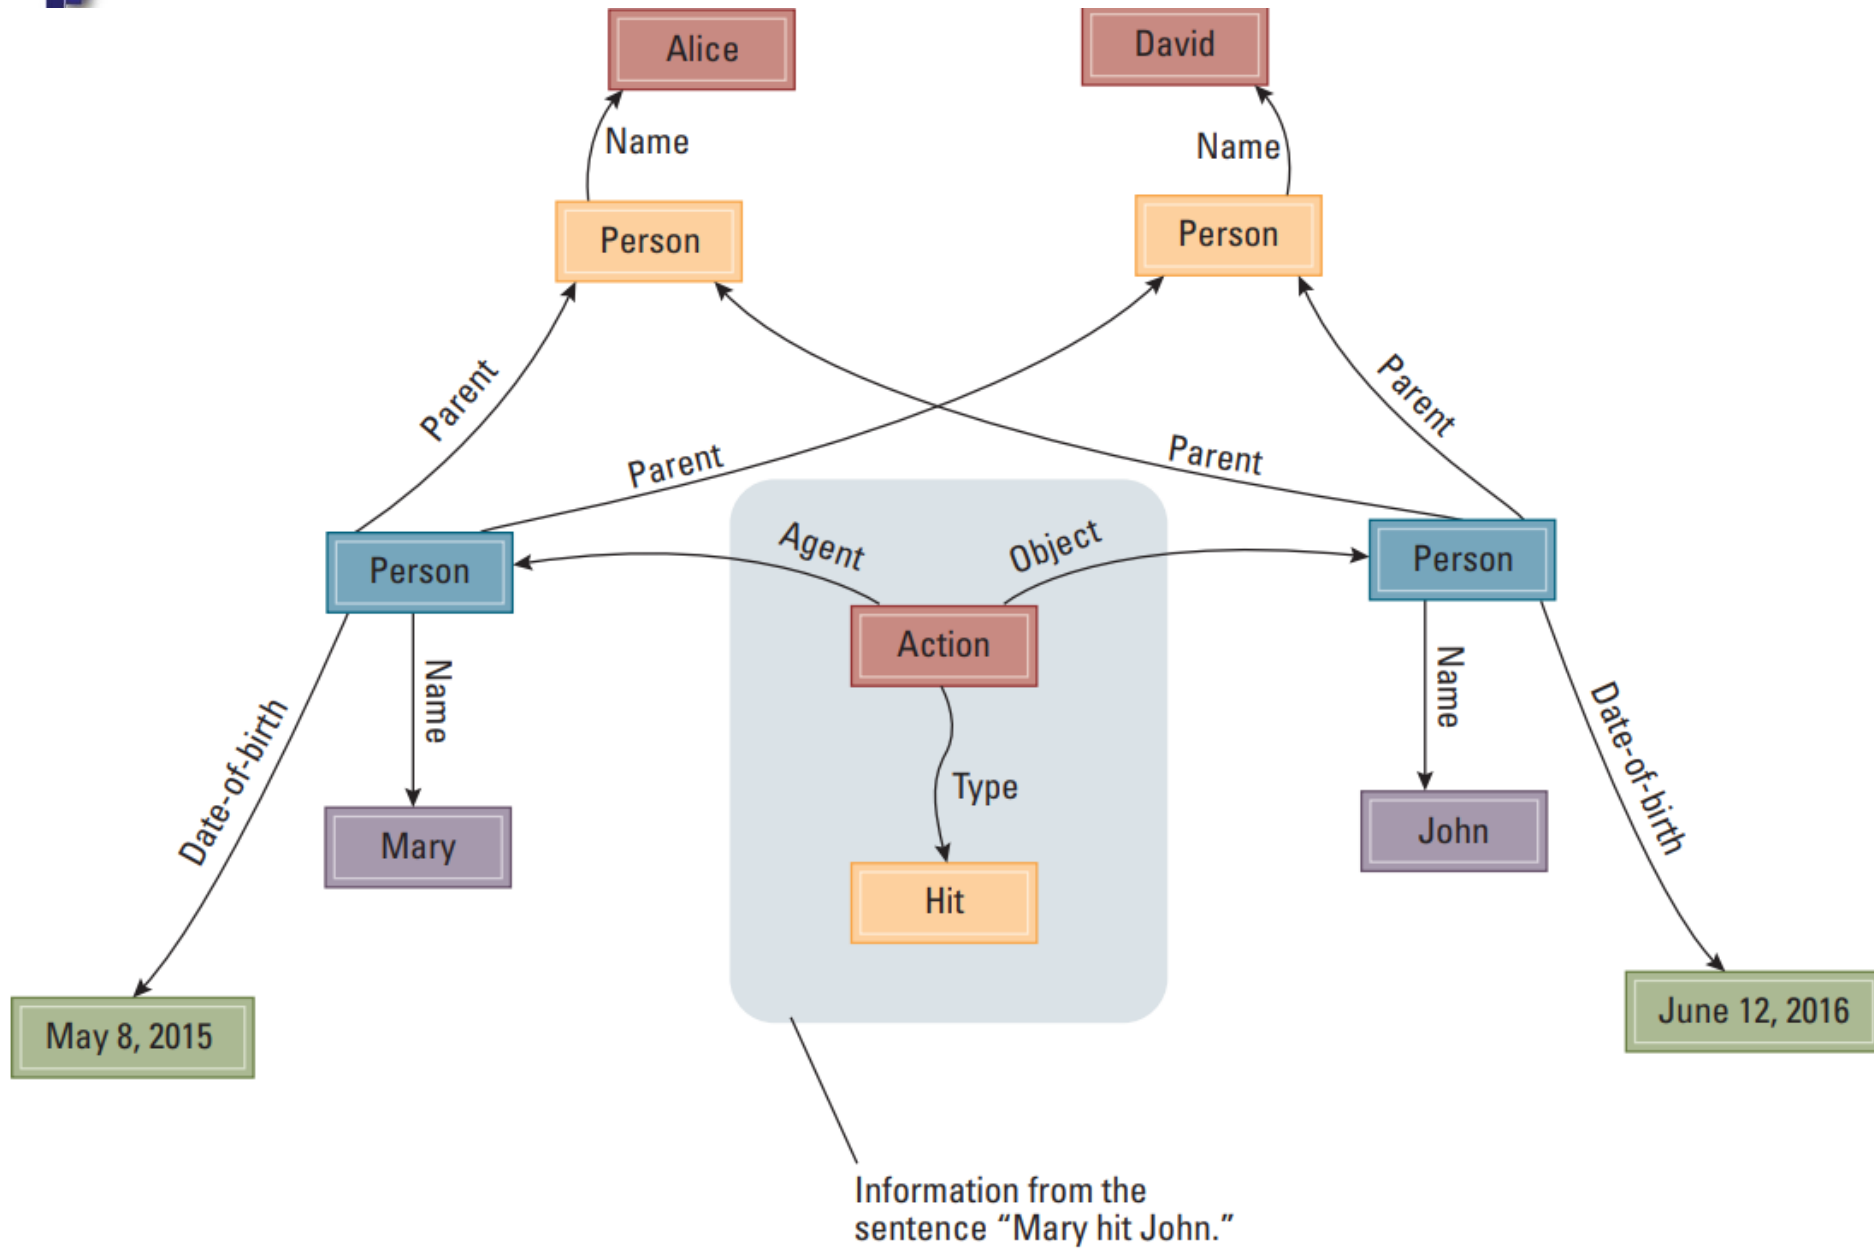 Alice
David
Name
Name
Person
Person
Parent
Parent
Parent
Parent
Agent
Object
Person
Person
Action
Name
Name
Date-of-birth
Date-of-birth
Type
Mary
John
Hit
May 8, 2015
June 12, 2016
Information from the
sentence “Mary hit John.”